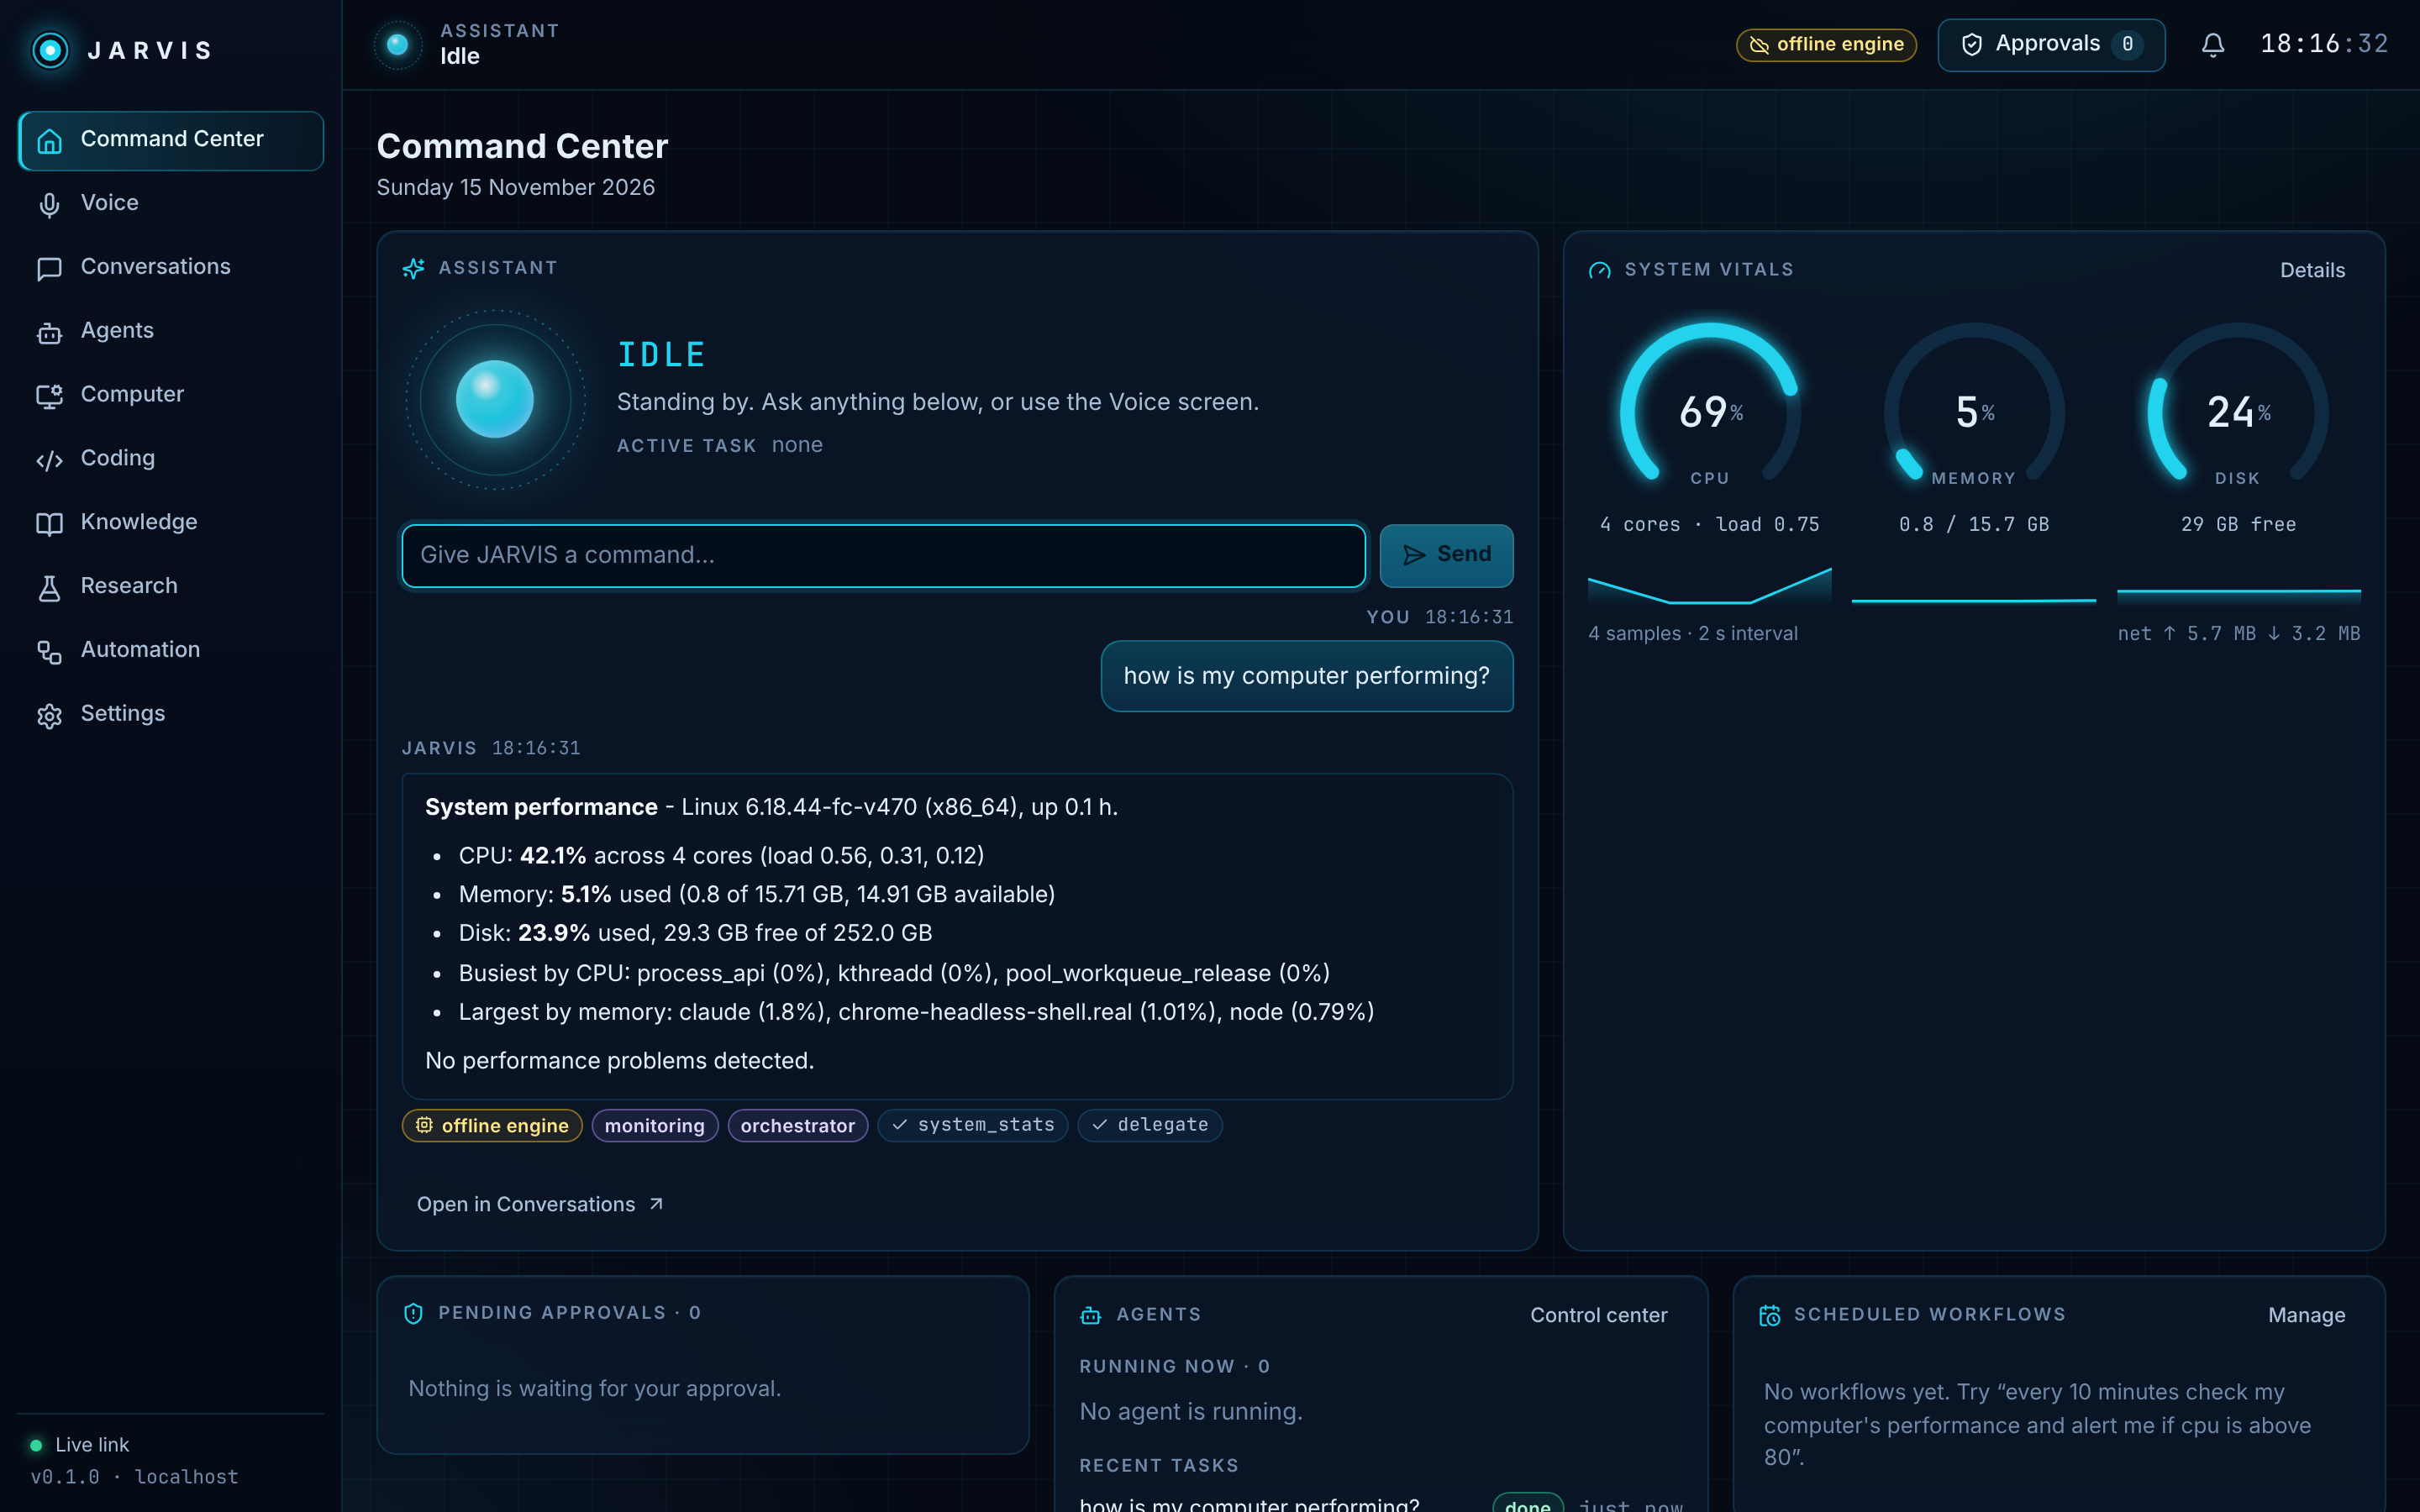 JARVIS
Command Center
Voice
Conversations
Agents
Computer
Coding
Knowledge
Research
Automation
Settings
Live link
v0.1.0 · localhost
ASSISTANT
Idle
offline engine
Approvals 0
18:16:32
Command Center
Sunday 15 November 2026
ASSISTANT
IDLE
Standing by. Ask anything below, or use the Voice screen.
ACTIVE TASK none
Give JARVIS a command...
Send
YOU 18:16:31
how is my computer performing?
JARVIS 18:16:31
System performance - Linux 6.18.44-fc-v470 (x86_64), up 0.1 h.
• CPU: 42.1% across 4 cores (load 0.56, 0.31, 0.12)
• Memory: 5.1% used (0.8 of 15.71 GB, 14.91 GB available)
• Disk: 23.9% used, 29.3 GB free of 252.0 GB
• Busiest by CPU: process_api (0%), kthreadd (0%), pool_workqueue_release (0%)
• Largest by memory: claude (1.8%), chrome-headless-shell.real (1.01%), node (0.79%)
No performance problems detected.
offline engine monitoring orchestrator ✓ system_stats ✓ delegate
Open in Conversations ↗
SYSTEM VITALS
Details
69% 5% 24%
CPU MEMORY DISK
4 cores · load 0.75 0.8 / 15.7 GB 29 GB free
4 samples · 2 s interval net ↑ 5.7 MB ↓ 3.2 MB
PENDING APPROVALS · 0
Nothing is waiting for your approval.
AGENTS
Control center
RUNNING NOW · 0
No agent is running.
RECENT TASKS
how is my computer performing? done just now
SCHEDULED WORKFLOWS
Manage
No workflows yet. Try “every 10 minutes check my
computer's performance and alert me if cpu is above
80”.